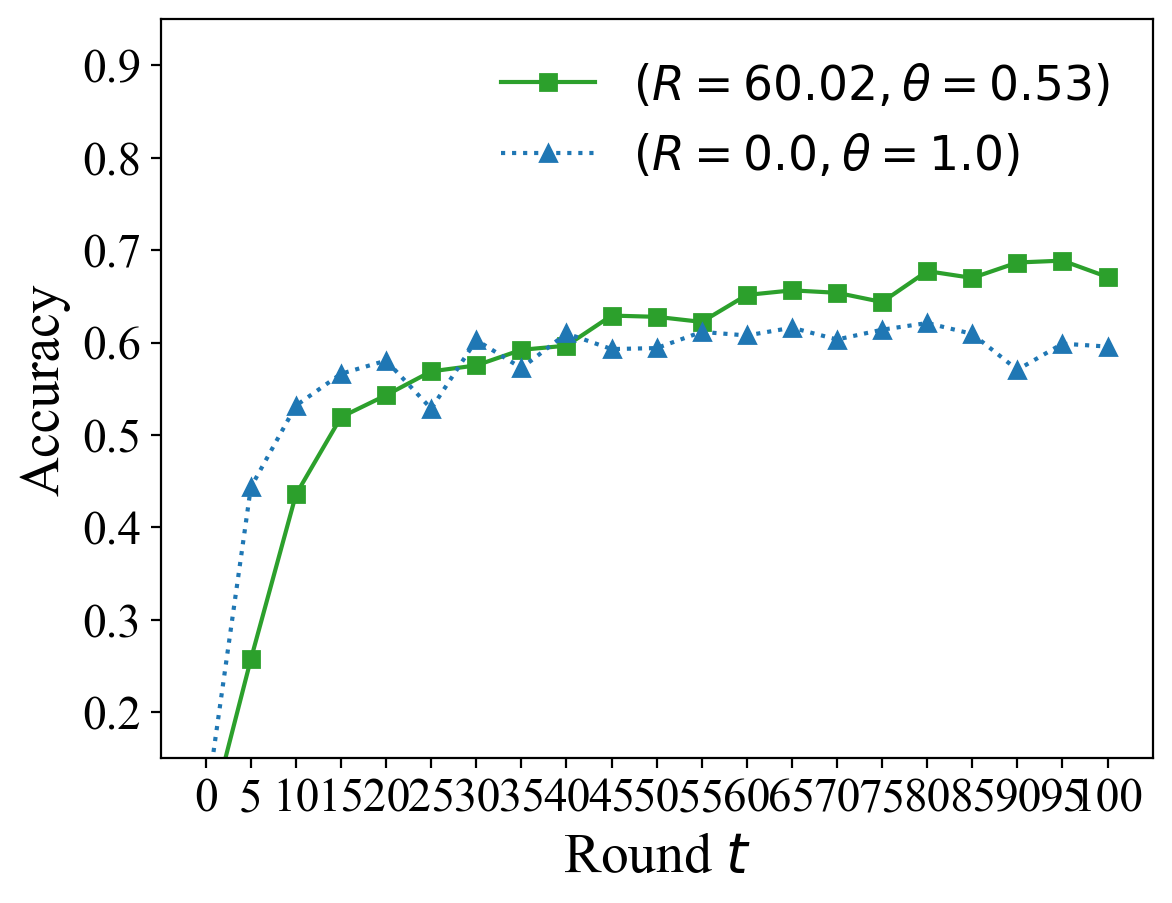 0.9
0.8
0.7
0.6
0.5
0.4
0.3
0.2
Accuracy
(R = 60.02, θ = 0.53)
(R = 0.0, θ = 1.0)
0 5 10 15 20 25 30 35 40 45 50 55 60 65 70 75 80 85 90 95 100
Round t